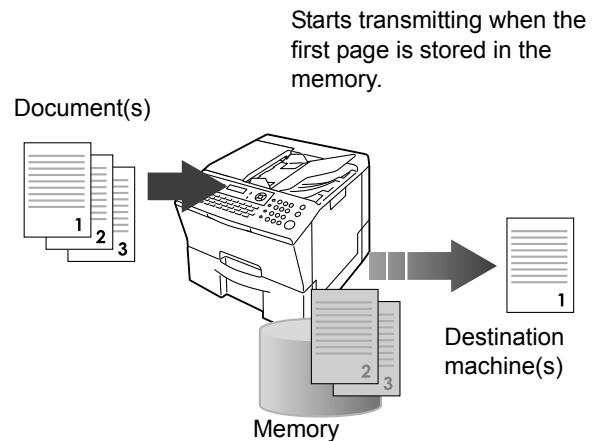 Starts transmitting when the
first page is stored in the
memory.
Document(s)
1
2
3
1
2
3
Destination
machine(s)
Memory